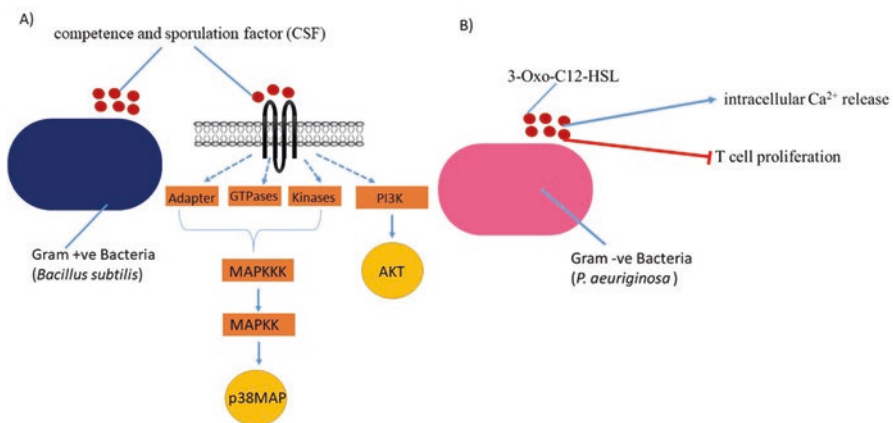 A)
competence and sporulation factor (CSF)
Adapter
GTPases
Kinases
PI3K
Gram +ve Bacteria
(Bacillus subtilis)
MAPKKK
AKT
MAPKK
p38MAP
B)
3-Oxo-C12-HSL
intracellular Ca²⁺ release
T cell proliferation
Gram -ve Bacteria
(P. aeuriginosa )